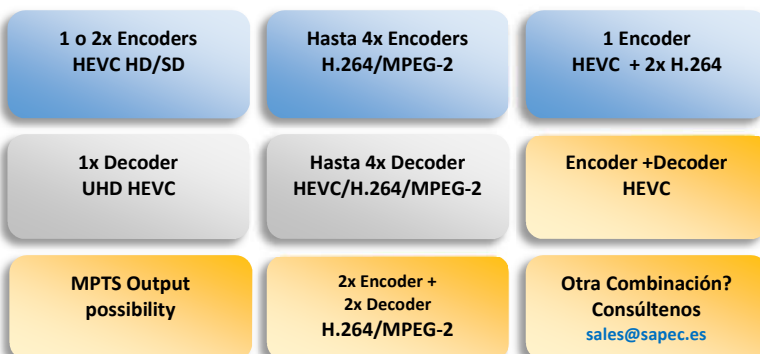 1 o 2x Encoders
HEVC HD/SD
Hasta 4x Encoders
H.264/MPEG-2
1 Encoder
HEVC + 2x H.264
1x Decoder
UHD HEVC
Hasta 4x Decoder
HEVC/H.264/MPEG-2
Encoder +Decoder
HEVC
MPTS Output
possibility
2x Encoder +
2x Decoder
H.264/MPEG-2
Otra Combinación?
Consúltenos
sales@sapec.es